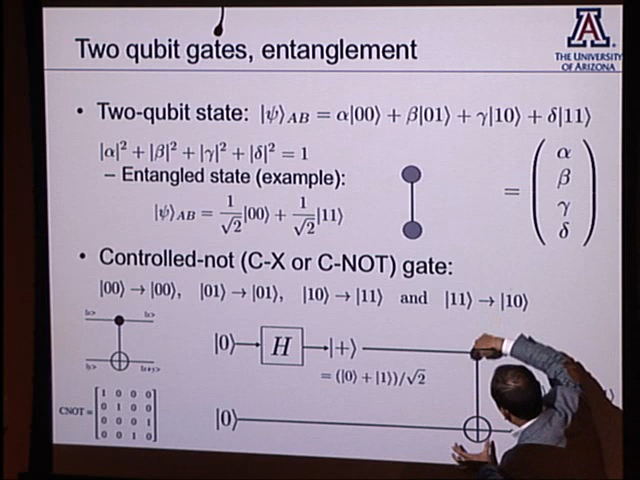 Two qubit gates, entanglement
A
THE UNIVERSITY
OF ARIZONA
• Two-qubit state: |ψ⟩_AB = α|00⟩ + β|01⟩ + γ|10⟩ + δ|11⟩
|α|² + |β|² + |γ|² + |δ|² = 1
– Entangled state (example):
|ψ⟩_AB = 1/√2 |00⟩ + 1/√2 |11⟩
= ( α
β
γ
δ )
• Controlled-not (C-X or C-NOT) gate:
|00⟩ → |00⟩, |01⟩ → |01⟩, |10⟩ → |11⟩ and |11⟩ → |10⟩
|x> |x>
|y> |x+y>
|0⟩ H |+⟩
= (|0⟩ + |1⟩)/√2
|0⟩
CNOT = [ 1 0 0 0
0 1 0 0
0 0 0 1
0 0 1 0 ]